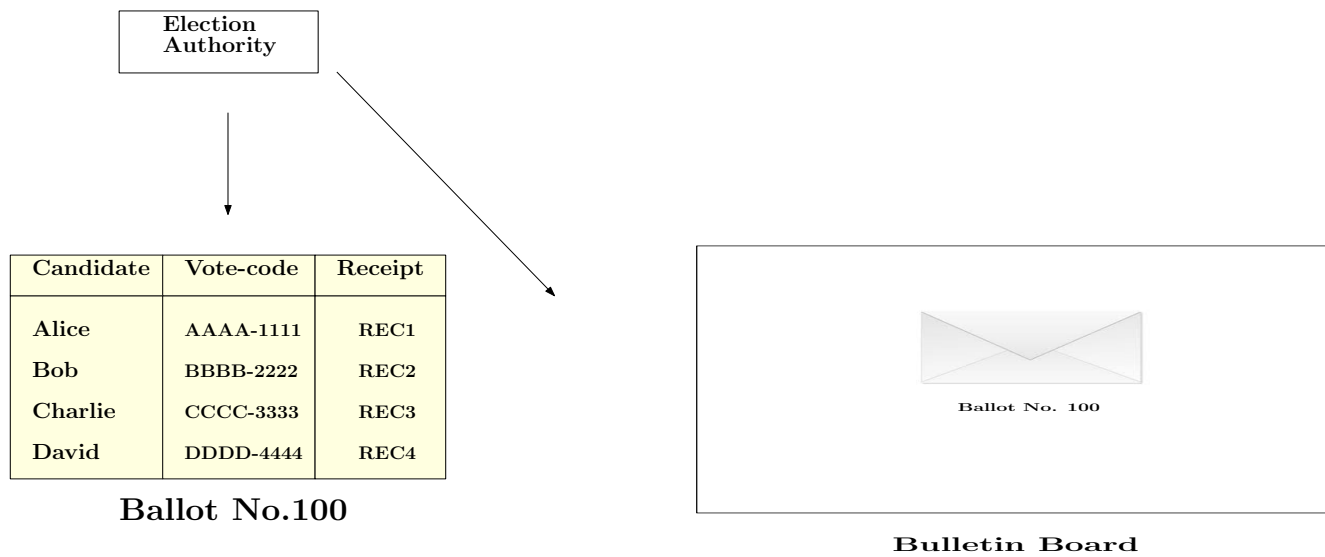 Election
Authority
Candidate Vote-code Receipt
Alice AAAA-1111 REC1
Bob BBBB-2222 REC2
Charlie CCCC-3333 REC3
David DDDD-4444 REC4
Ballot No.100
Ballot No. 100
Bulletin Board